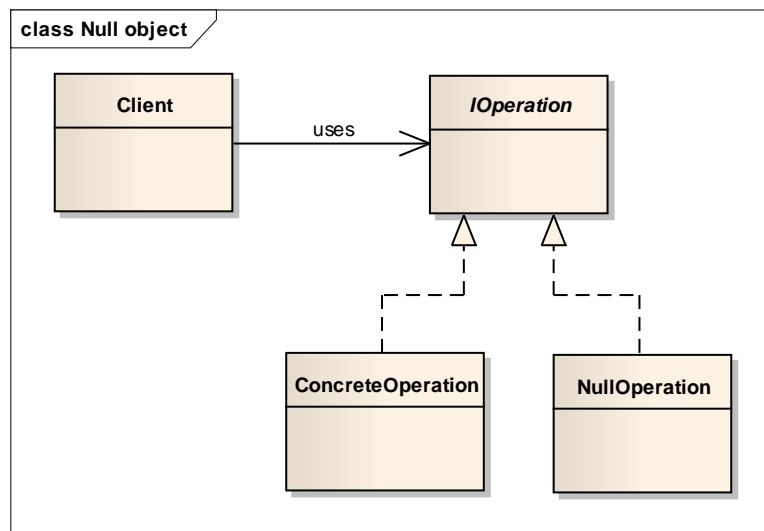 class Null object
Client
IOperation
uses
ConcreteOperation
NullOperation